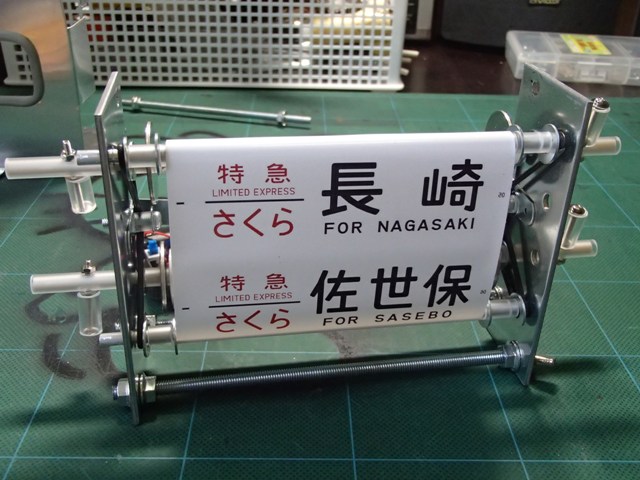 特急
LIMITED EXPRESS
さくら
長崎
FOR NAGASAKI
特急
LIMITED EXPRESS
さくら
佐世保
FOR SASEBO